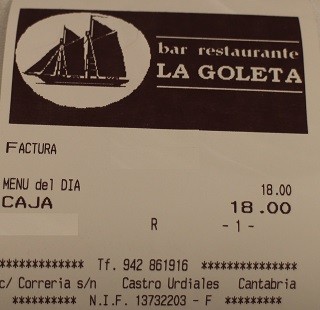 bar restaurante
LA GOLETA
FACTURA
MENU del DIA 18.00
CAJA 18.00
R -1-
************** Tf. 942 861916 **************
c/ Correria s/n Castro Urdiales Cantabria
********** N.I.F. 13732203 - F *********